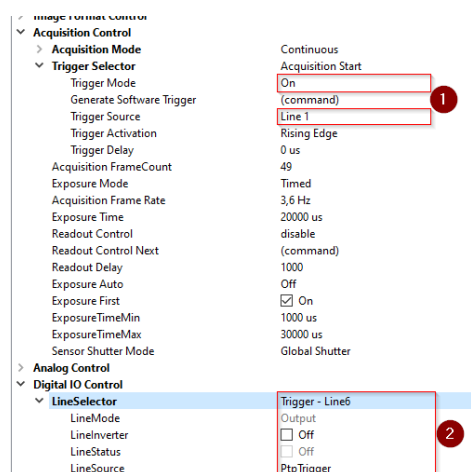 Image Format Control
Acquisition Control
Acquisition Mode Continuous
Trigger Selector Acquisition Start
Trigger Mode On
Generate Software Trigger (command)
1
Trigger Source Line 1
Trigger Activation Rising Edge
Trigger Delay 0 us
Acquisition FrameCount 49
Exposure Mode Timed
Acquisition Frame Rate 3,6 Hz
Exposure Time 20000 us
Readout Control disable
Readout Control Next (command)
Readout Delay 1000
Exposure Auto Off
Exposure First On
ExposureTimeMin 1000 us
ExposureTimeMax 30000 us
Sensor Shutter Mode Global Shutter
Analog Control
Digital IO Control
LineSelector Trigger - Line6
LineMode Output
LineInverter Off
2
LineStatus Off
LineSource PtpTrigger